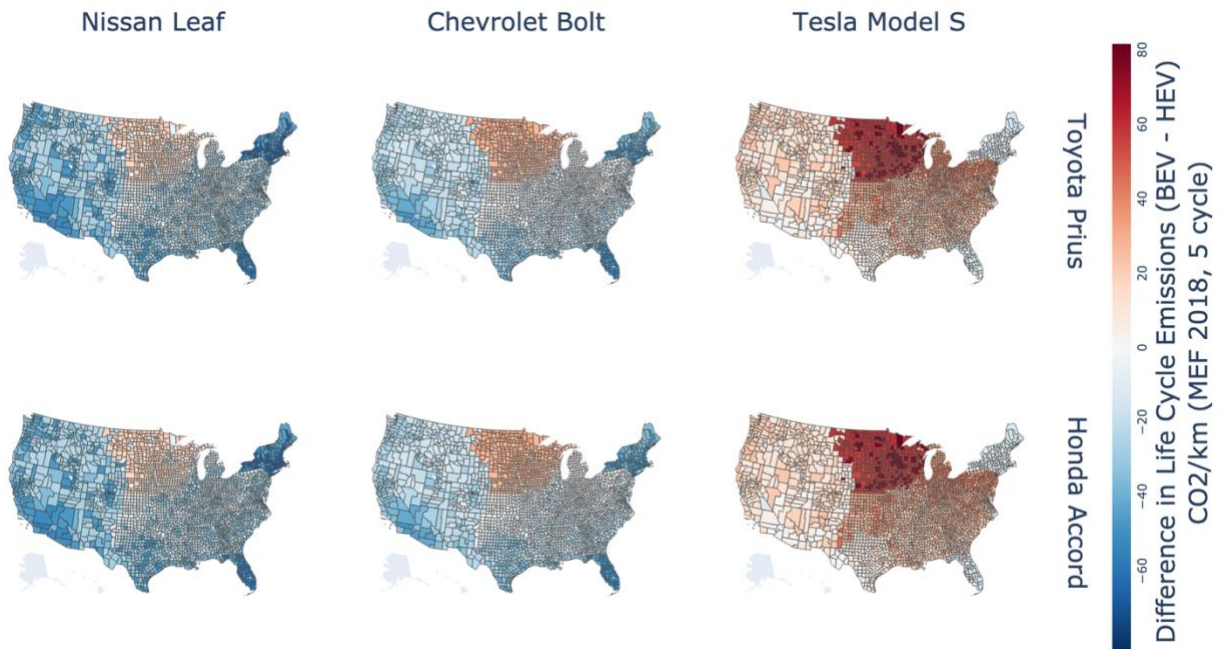 Nissan Leaf
Chevrolet Bolt
Tesla Model S
Toyota Prius
Honda Accord
80
60
40
20
0
−20
−40
−60
Difference in Life Cycle Emissions (BEV - HEV)
CO2/km (MEF 2018, 5 cycle)